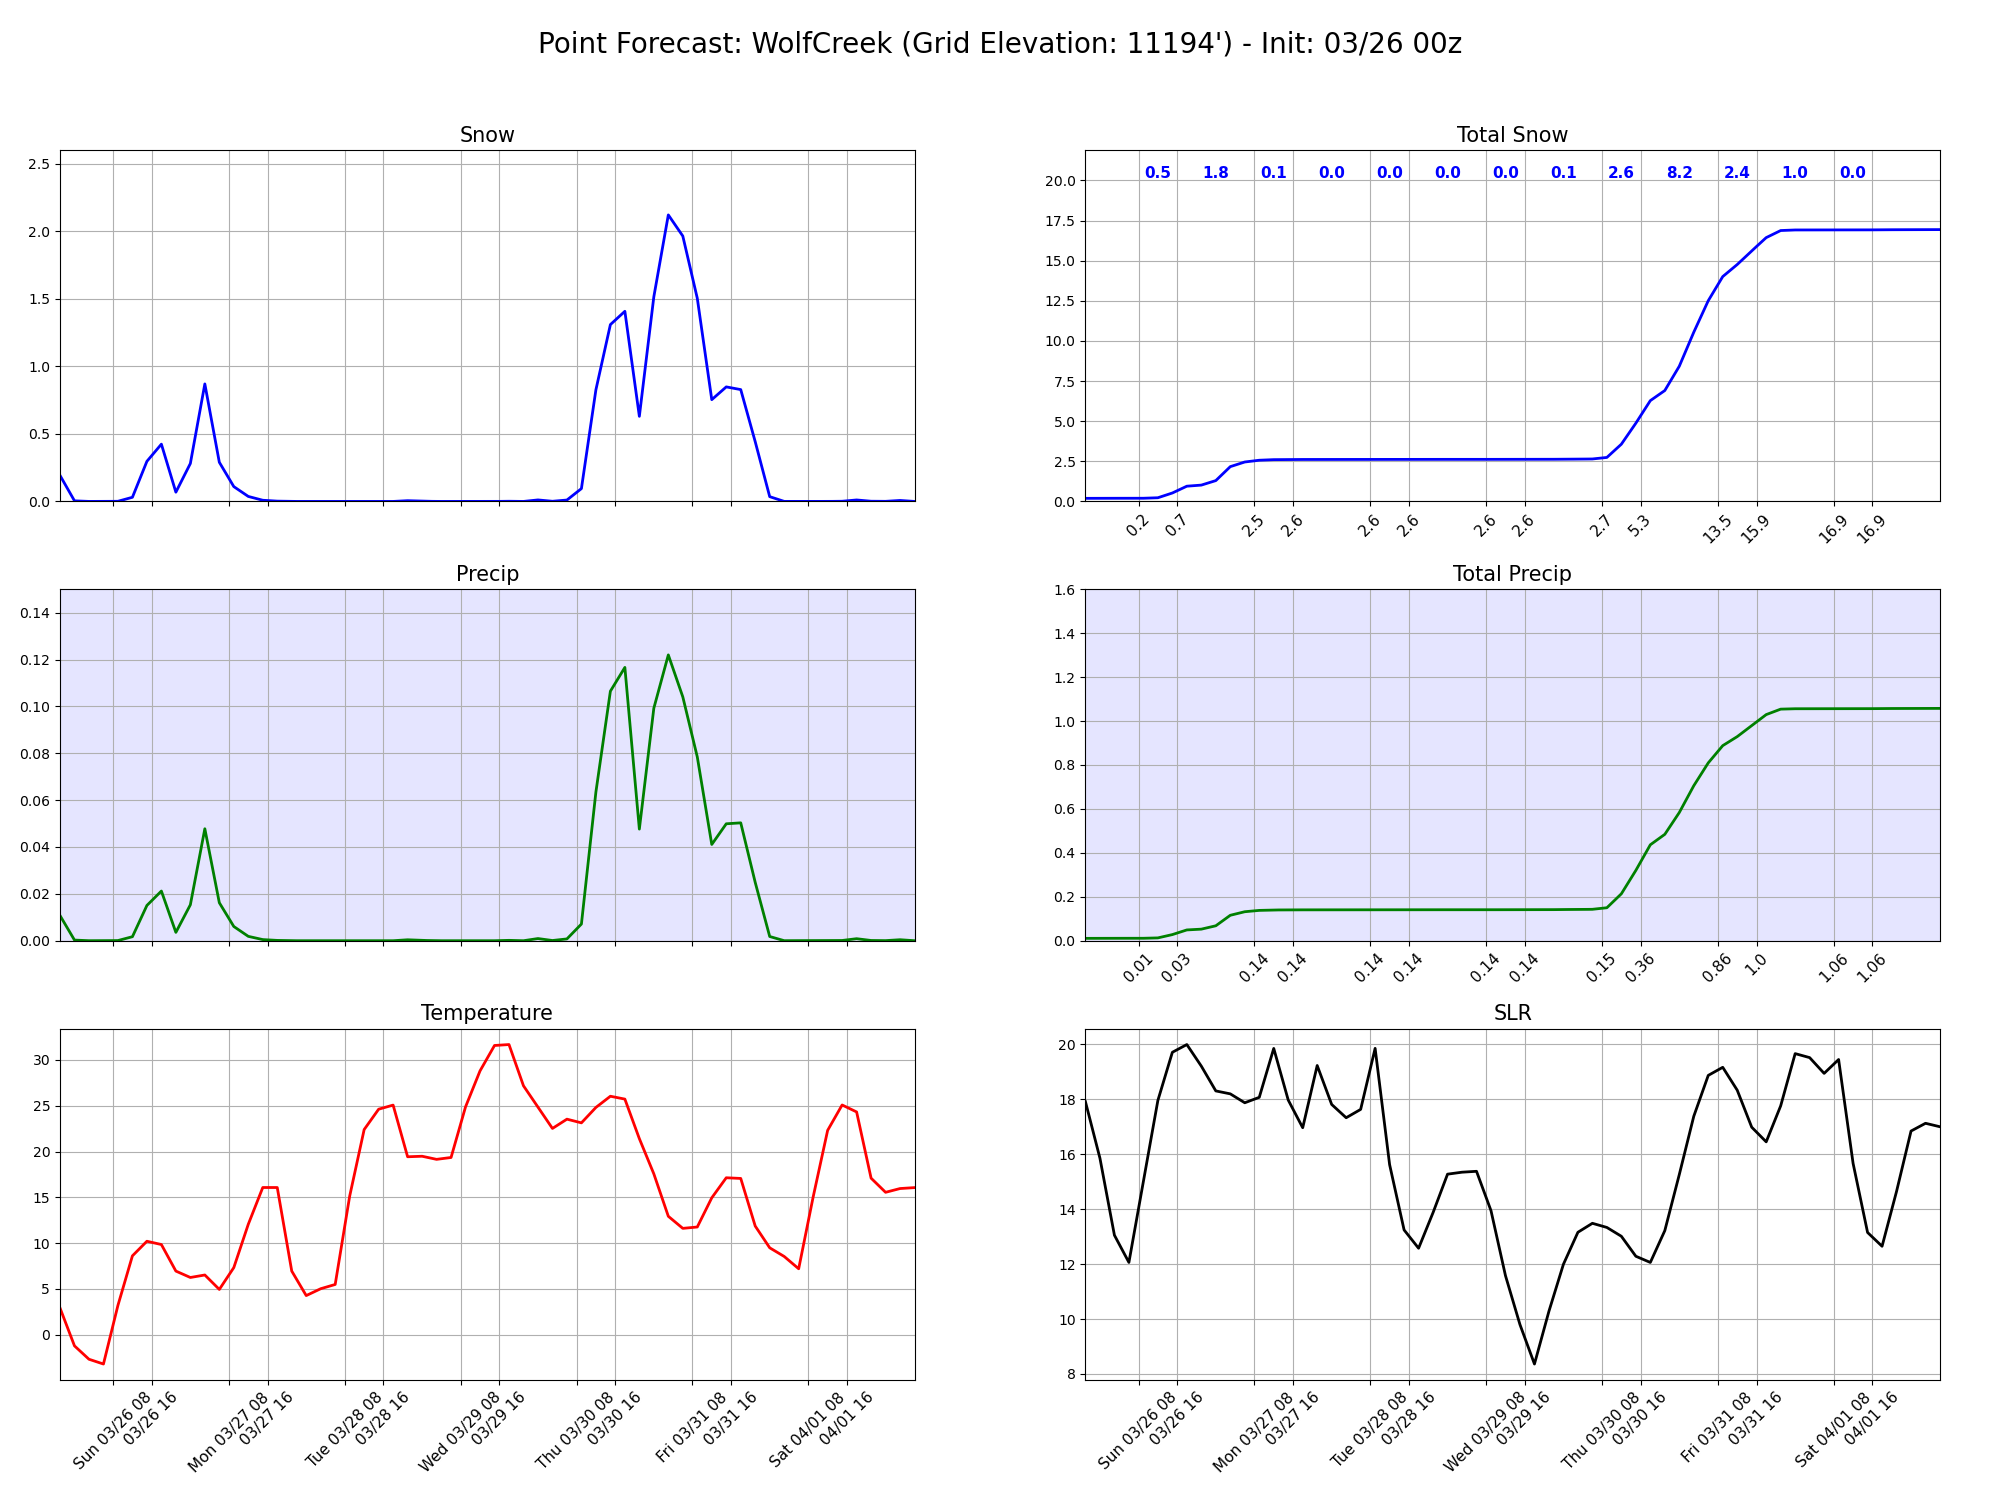 Point Forecast: WolfCreek (Grid Elevation: 11194') - Init: 03/26 00z
Snow
2.5
2.0
1.5
1.0
0.5
0.0
Total Snow
0.5 1.8 0.1 0.0 0.0 0.0 0.0 0.1 2.6 8.2 2.4 1.0 0.0
20.0
17.5
15.0
12.5
10.0
7.5
5.0
2.5
0.0
0.2 0.7 2.5 2.6 2.6 2.6 2.6 2.6 2.7 5.3 13.5 15.9 16.9 16.9
Precip
0.14
0.12
0.10
0.08
0.06
0.04
0.02
0.00
Total Precip
1.6
1.4
1.2
1.0
0.8
0.6
0.4
0.2
0.0
0.01 0.03 0.14 0.14 0.14 0.14 0.14 0.14 0.15 0.36 0.86 1.0 1.06 1.06
Temperature
30
25
20
15
10
5
0
Sun 03/26 08
03/26 16
Mon 03/27 08
03/27 16
Tue 03/28 08
03/28 16
Wed 03/29 08
03/29 16
Thu 03/30 08
03/30 16
Fri 03/31 08
03/31 16
Sat 04/01 08
04/01 16
SLR
20
18
16
14
12
10
8
Sun 03/26 08
03/26 16
Mon 03/27 08
03/27 16
Tue 03/28 08
03/28 16
Wed 03/29 08
03/29 16
Thu 03/30 08
03/30 16
Fri 03/31 08
03/31 16
Sat 04/01 08
04/01 16